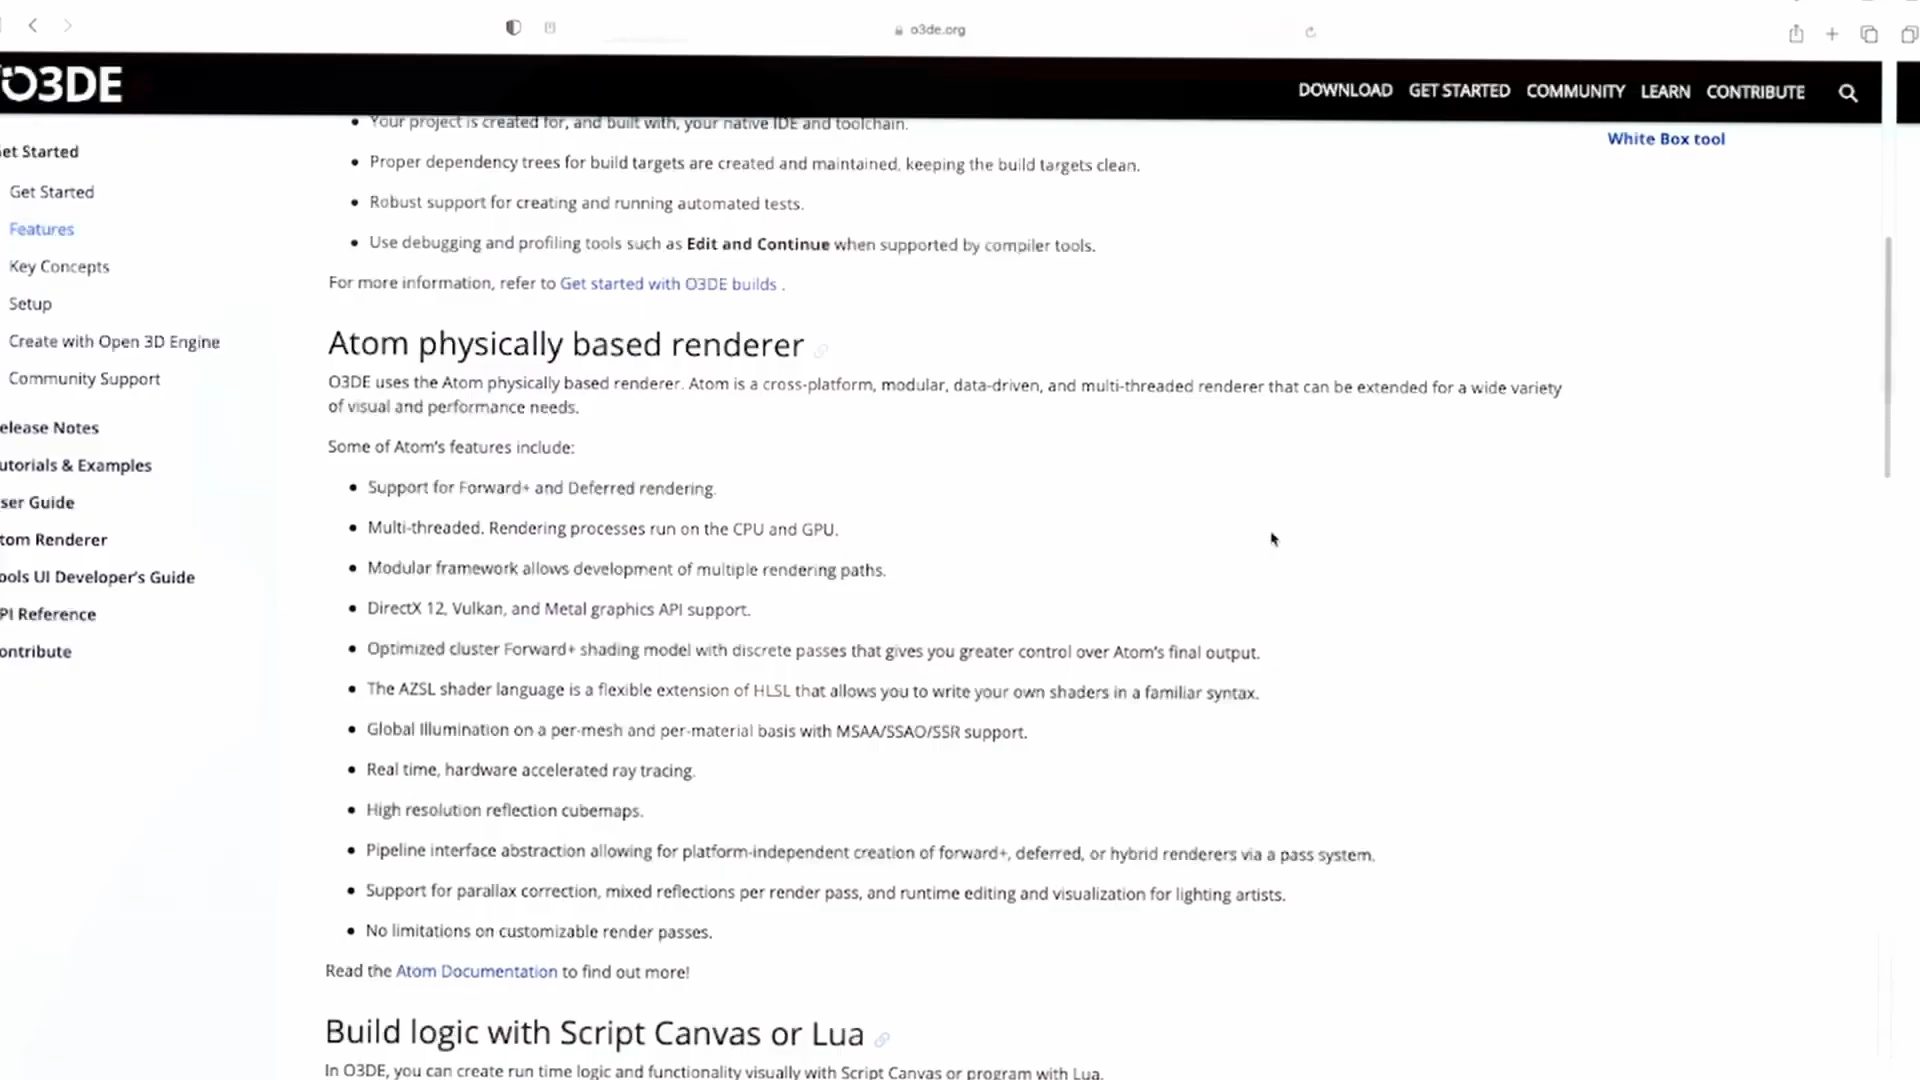 o3de.org
O3DE
DOWNLOAD GET STARTED COMMUNITY LEARN CONTRIBUTE
et Started
Get Started
Features
Key Concepts
Setup
Create with Open 3D Engine
Community Support
elease Notes
utorials & Examples
ser Guide
tom Renderer
ools UI Developer's Guide
PI Reference
ontribute
Your project is created for, and built with, your native IDE and toolchain.
Proper dependency trees for build targets are created and maintained, keeping the build targets clean.
Robust support for creating and running automated tests.
Use debugging and profiling tools such as Edit and Continue when supported by compiler tools.
For more information, refer to Get started with O3DE builds .
Atom physically based renderer
O3DE uses the Atom physically based renderer. Atom is a cross-platform, modular, data-driven, and multi-threaded renderer that can be extended for a wide variety
of visual and performance needs.
Some of Atom's features include:
Support for Forward+ and Deferred rendering.
Multi-threaded. Rendering processes run on the CPU and GPU.
Modular framework allows development of multiple rendering paths.
DirectX 12, Vulkan, and Metal graphics API support.
Optimized cluster Forward+ shading model with discrete passes that gives you greater control over Atom's final output.
The AZSL shader language is a flexible extension of HLSL that allows you to write your own shaders in a familiar syntax.
Global Illumination on a per-mesh and per-material basis with MSAA/SSAO/SSR support.
Real time, hardware accelerated ray tracing.
High resolution reflection cubemaps.
Pipeline interface abstraction allowing for platform-independent creation of forward+, deferred, or hybrid renderers via a pass system.
Support for parallax correction, mixed reflections per render pass, and runtime editing and visualization for lighting artists.
No limitations on customizable render passes.
Read the Atom Documentation to find out more!
Build logic with Script Canvas or Lua
In O3DE, you can create run time logic and functionality visually with Script Canvas or program with Lua.
White Box tool